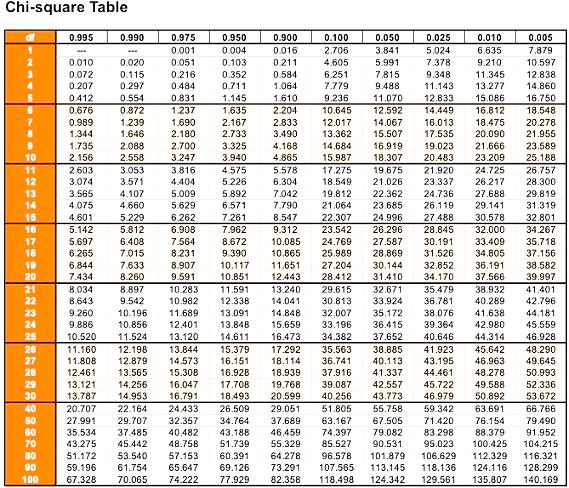 Chi-square Table
df 0.995 0.990 0.975 0.950 0.900 0.100 0.050 0.025 0.010 0.005
1 --- --- 0.001 0.004 0.016 2.706 3.841 5.024 6.635 7.879
2 0.010 0.020 0.051 0.103 0.211 4.605 5.991 7.378 9.210 10.597
3 0.072 0.115 0.216 0.352 0.584 6.251 7.815 9.348 11.345 12.838
4 0.207 0.297 0.484 0.711 1.064 7.779 9.488 11.143 13.277 14.860
5 0.412 0.554 0.831 1.145 1.610 9.236 11.070 12.833 15.086 16.750
6 0.676 0.872 1.237 1.635 2.204 10.645 12.592 14.449 16.812 18.548
7 0.989 1.239 1.690 2.167 2.833 12.017 14.067 16.013 18.475 20.278
8 1.344 1.646 2.180 2.733 3.490 13.362 15.507 17.535 20.090 21.955
9 1.735 2.088 2.700 3.325 4.168 14.684 16.919 19.023 21.666 23.589
10 2.156 2.558 3.247 3.940 4.865 15.987 18.307 20.483 23.209 25.188
11 2.603 3.053 3.816 4.575 5.578 17.275 19.675 21.920 24.725 26.757
12 3.074 3.571 4.404 5.226 6.304 18.549 21.026 23.337 26.217 28.300
13 3.565 4.107 5.009 5.892 7.042 19.812 22.362 24.736 27.688 29.819
14 4.075 4.660 5.629 6.571 7.790 21.064 23.685 26.119 29.141 31.319
15 4.601 5.229 6.262 7.261 8.547 22.307 24.996 27.488 30.578 32.801
16 5.142 5.812 6.908 7.962 9.312 23.542 26.296 28.845 32.000 34.267
17 5.697 6.408 7.564 8.672 10.085 24.769 27.587 30.191 33.409 35.718
18 6.265 7.015 8.231 9.390 10.865 25.989 28.869 31.526 34.805 37.156
19 6.844 7.633 8.907 10.117 11.651 27.204 30.144 32.852 36.191 38.582
20 7.434 8.260 9.591 10.851 12.443 28.412 31.410 34.170 37.566 39.997
21 8.034 8.897 10.283 11.591 13.240 29.615 32.671 35.479 38.932 41.401
22 8.643 9.542 10.982 12.338 14.041 30.813 33.924 36.781 40.289 42.796
23 9.260 10.196 11.689 13.091 14.848 32.007 35.172 38.076 41.638 44.181
24 9.886 10.856 12.401 13.848 15.659 33.196 36.415 39.364 42.980 45.559
25 10.520 11.524 13.120 14.611 16.473 34.382 37.652 40.646 44.314 46.928
26 11.160 12.198 13.844 15.379 17.292 35.563 38.885 41.923 45.642 48.290
27 11.808 12.879 14.573 16.151 18.114 36.741 40.113 43.195 46.963 49.645
28 12.461 13.565 15.308 16.928 18.939 37.916 41.337 44.461 48.278 50.993
29 13.121 14.256 16.047 17.708 19.768 39.087 42.557 45.722 49.588 52.336
30 13.787 14.953 16.791 18.493 20.599 40.256 43.773 46.979 50.892 53.672
40 20.707 22.164 24.433 26.509 29.051 51.805 55.758 59.342 63.691 66.766
50 27.991 29.707 32.357 34.764 37.689 63.167 67.505 71.420 76.154 79.490
60 35.534 37.485 40.482 43.188 46.459 74.397 79.082 83.298 88.379 91.952
70 43.275 45.442 48.758 51.739 55.329 85.527 90.531 95.023 100.425 104.215
80 51.172 53.540 57.153 60.391 64.278 96.578 101.879 106.629 112.329 116.321
90 59.196 61.754 65.647 69.126 73.291 107.565 113.145 118.136 124.116 128.299
100 67.328 70.065 74.222 77.929 82.358 118.498 124.342 129.561 135.807 140.169